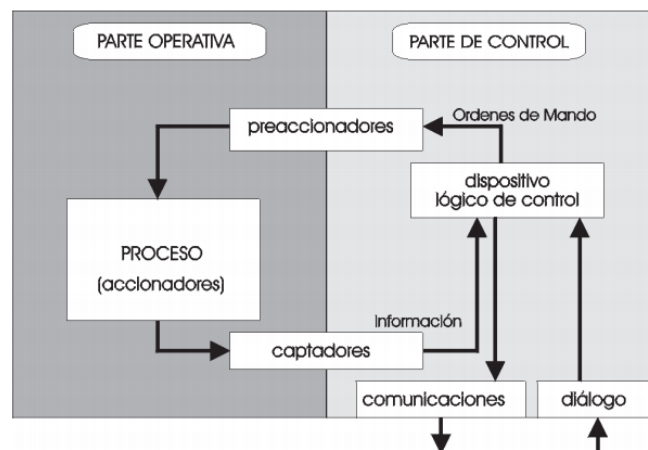 PARTE OPERATIVA
PARTE DE CONTROL
preaccionadores
Ordenes de Mando
dispositivo
lógico de control
PROCESO
(accionadores)
Información
captadores
comunicaciones
diálogo